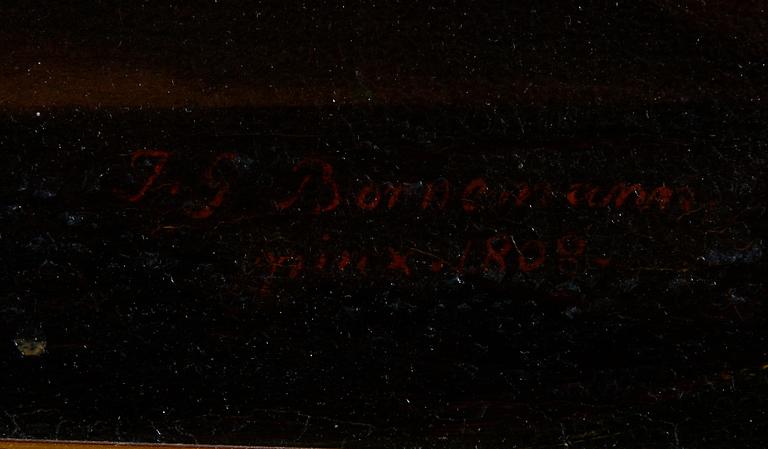 J. G Bornemann.
pinx. 1808.